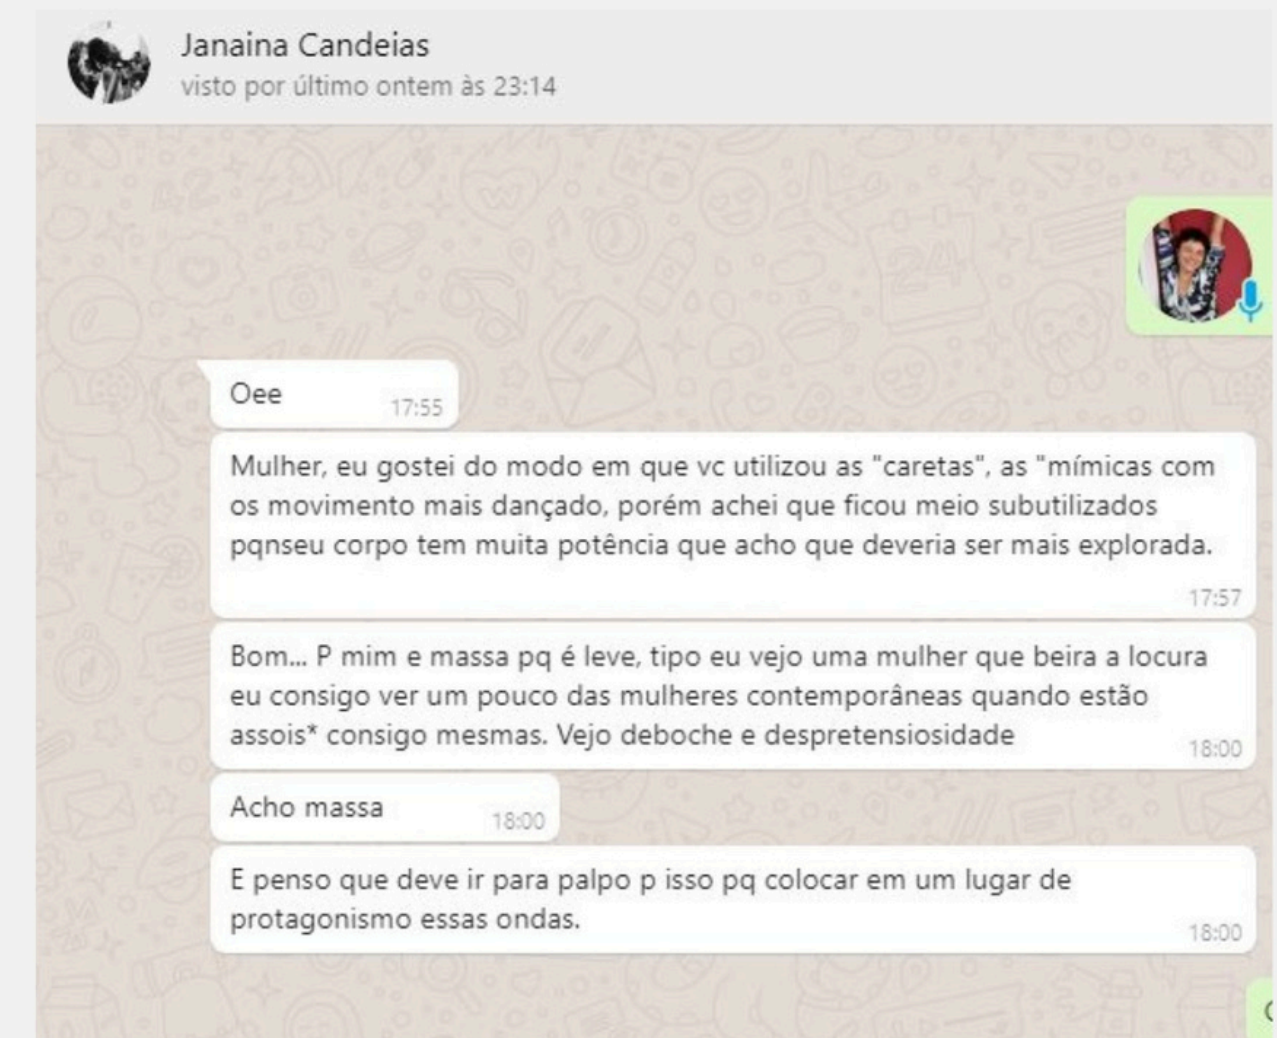 Janaina Candeias
visto por último ontem às 23:14
Oee
17:55
Mulher, eu gostei do modo em que vc utilizou as "caretas", as "mímicas com
os movimento mais dançado, porém achei que ficou meio subutilizados
pqnseu corpo tem muita potência que acho que deveria ser mais explorada.
17:57
Bom... P mim e massa pq é leve, tipo eu vejo uma mulher que beira a locura
eu consigo ver um pouco das mulheres contemporâneas quando estão
assois* consigo mesmas. Vejo deboche e despretensiosidade
18:00
Acho massa
18:00
E penso que deve ir para palpo p isso pq colocar em um lugar de
protagonismo essas ondas.
18:00